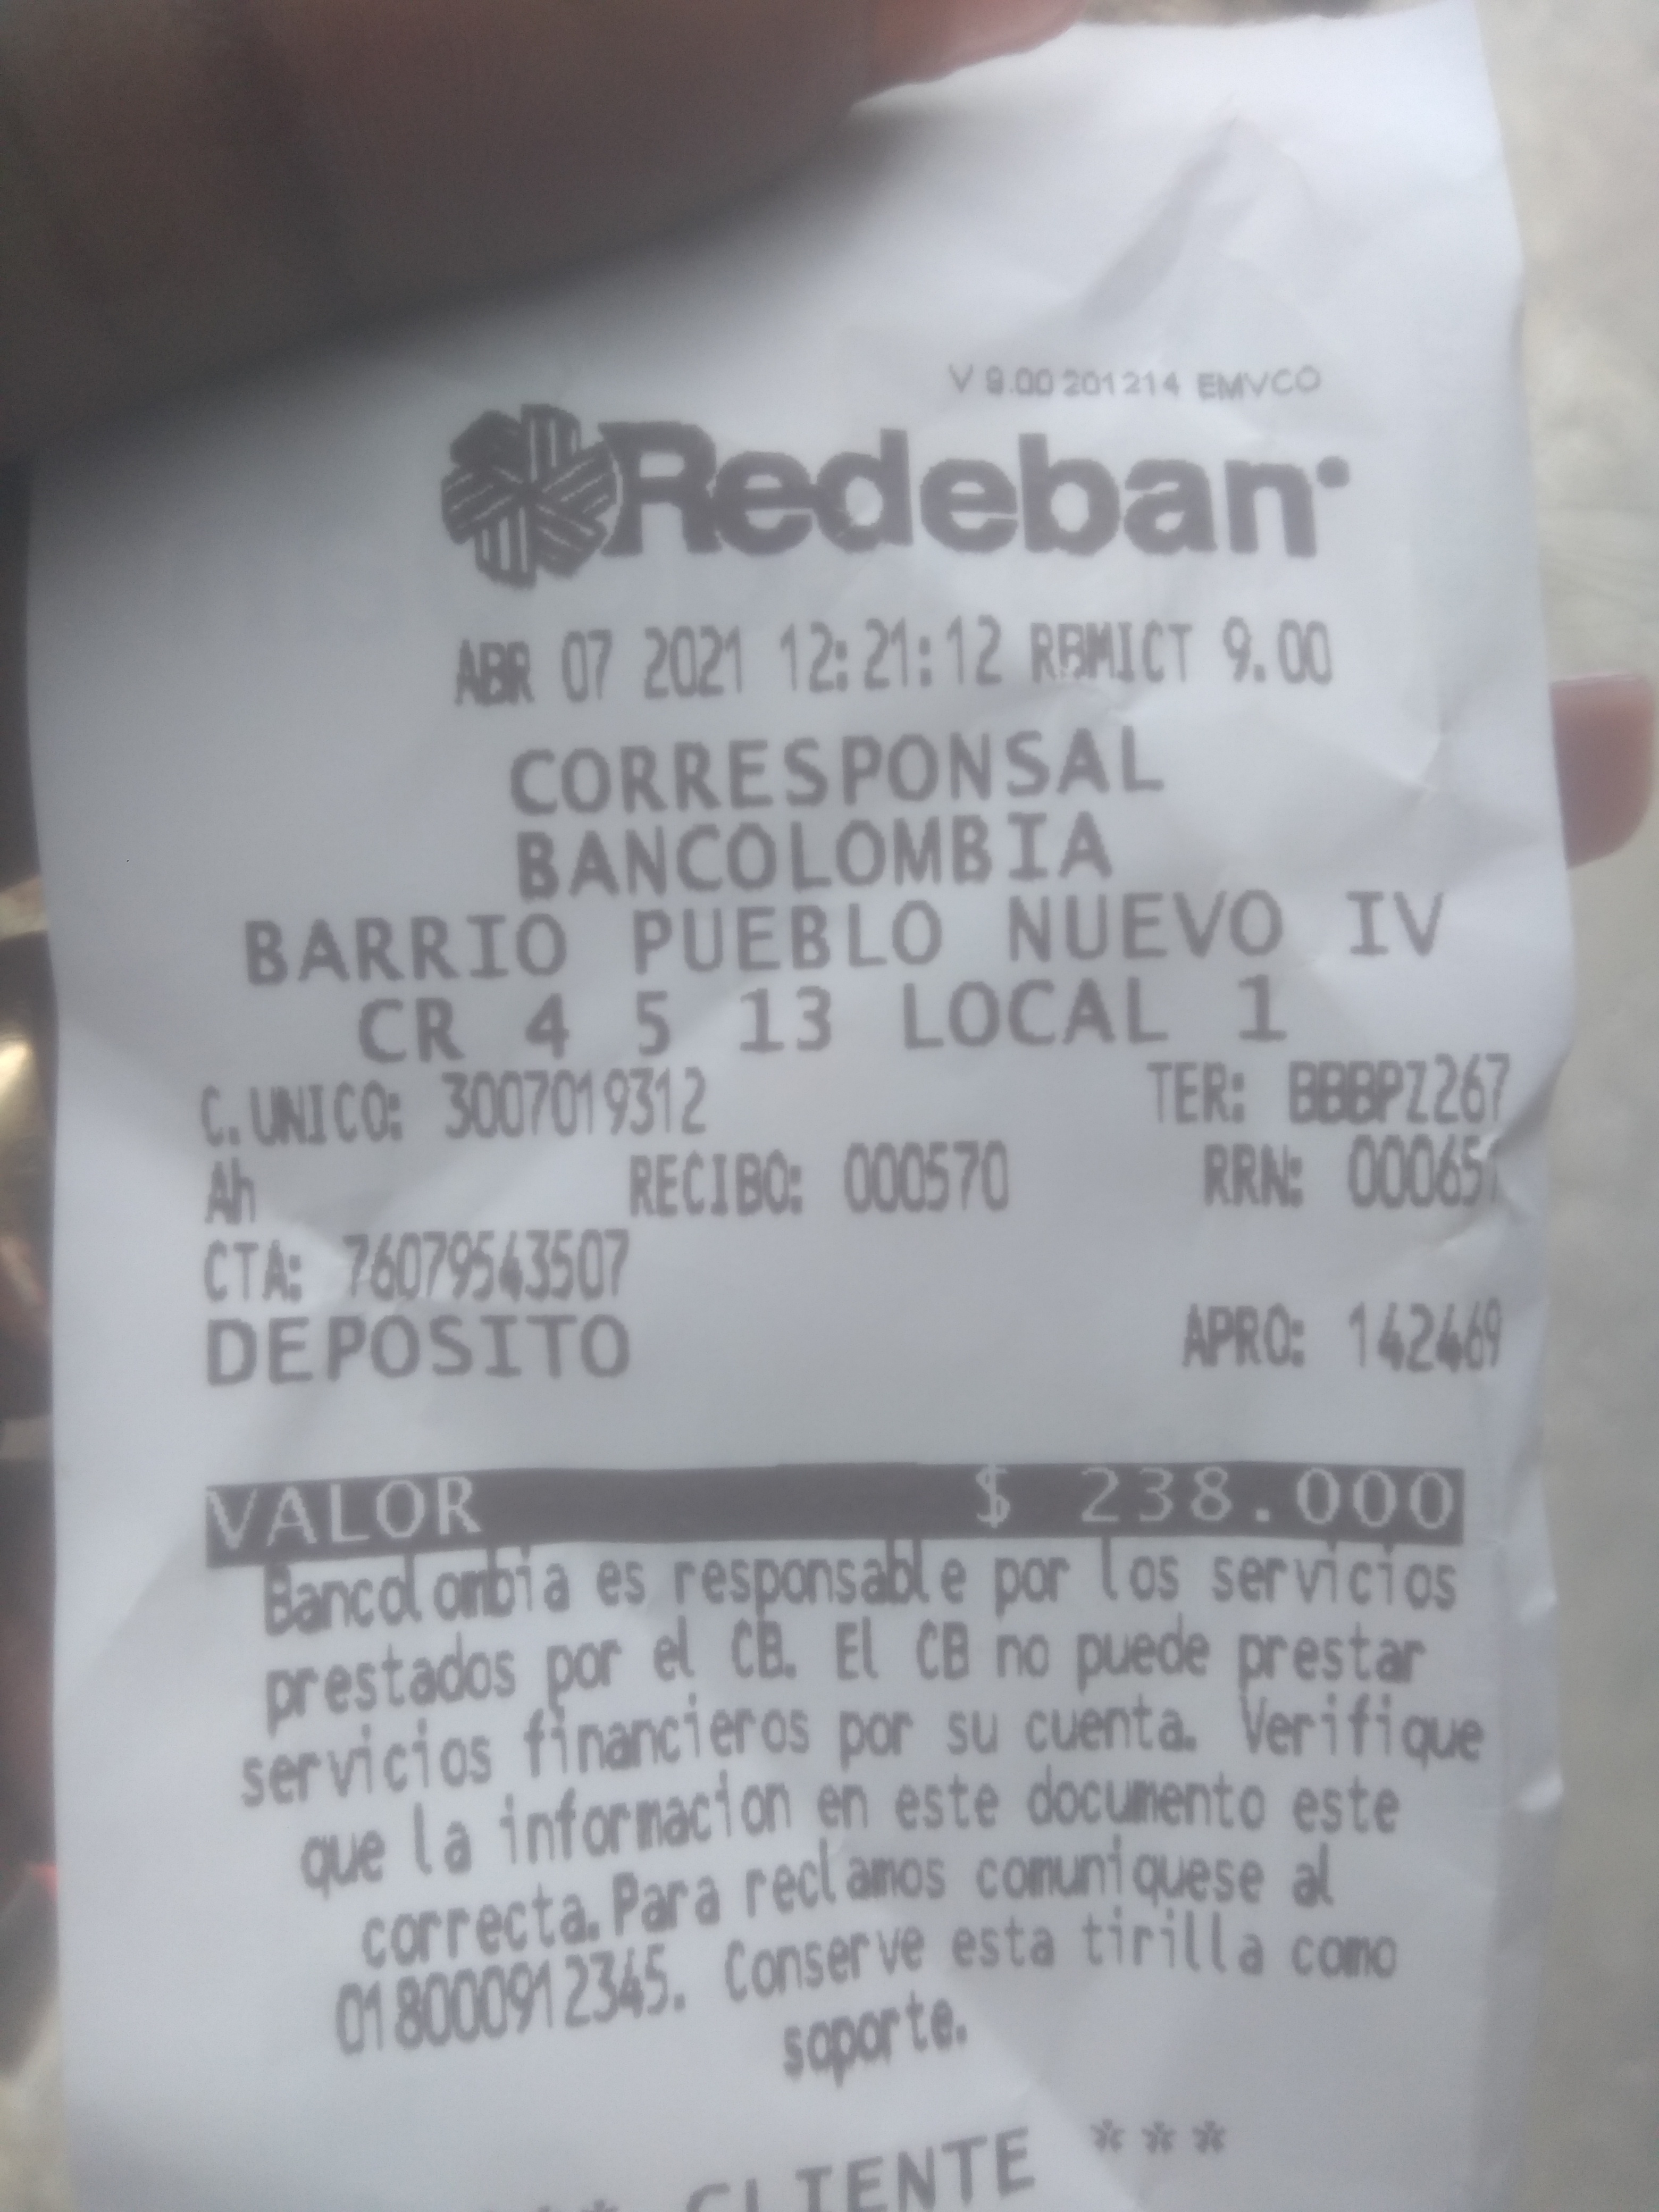 V 9.00 201214 EMVCO
Redeban
ABR 07 2021 12:21:12 RBMICT 9.00
CORRESPONSAL
BANCOLOMBIA
BARRIO PUEBLO NUEVO IV
CR 4 5 13 LOCAL 1
C.UNICO: 3007019312 TER: BBBPZ267
Ah RECIBO: 000570 RRN:
CTA: 76079543507
DEPOSITO APRO: 142469
VALOR $ 238.000
Bancolombia es responsable por los servicios
prestados por el CB. El CB no puede prestar
servicios financieros por su cuenta. Verifique
que la informacion en este documento este
correcta.Para reclamos comuniquese al
018000912345. Conserve esta tirilla como
soporte.
CLIENTE ***